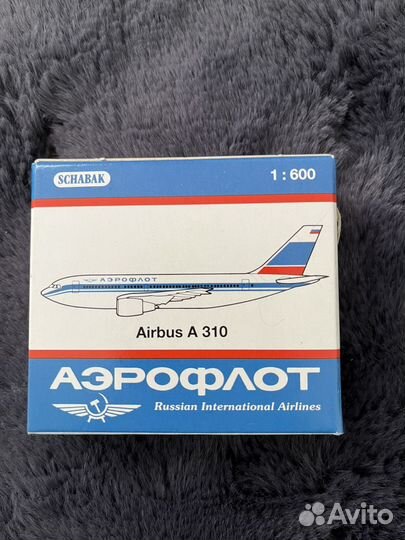 SCHABAK
1:600
АЭРОФЛОТ
Airbus A 310
АЭРОФЛОТ
Russian International Airlines
Avito